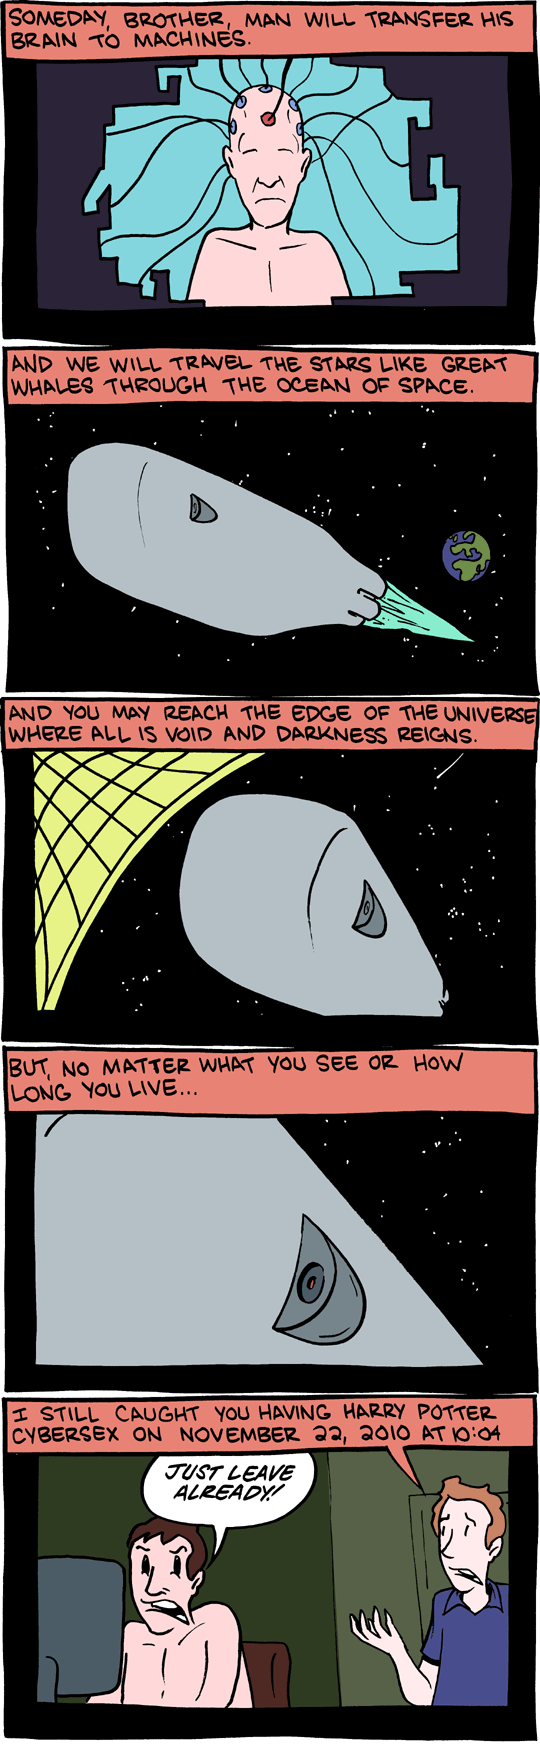 SOMEDAY, BROTHER, MAN WILL TRANSFER HIS
BRAIN TO MACHINES.
AND WE WILL TRAVEL THE STARS LIKE GREAT
WHALES THROUGH THE OCEAN OF SPACE.
AND YOU MAY REACH THE EDGE OF THE UNIVERSE
WHERE ALL IS VOID AND DARKNESS REIGNS.
BUT, NO MATTER WHAT YOU SEE OR HOW
LONG YOU LIVE...
I STILL CAUGHT YOU HAVING HARRY POTTER
CYBERSEX ON NOVEMBER 22, 2010 AT 10:04
JUST LEAVE
ALREADY!